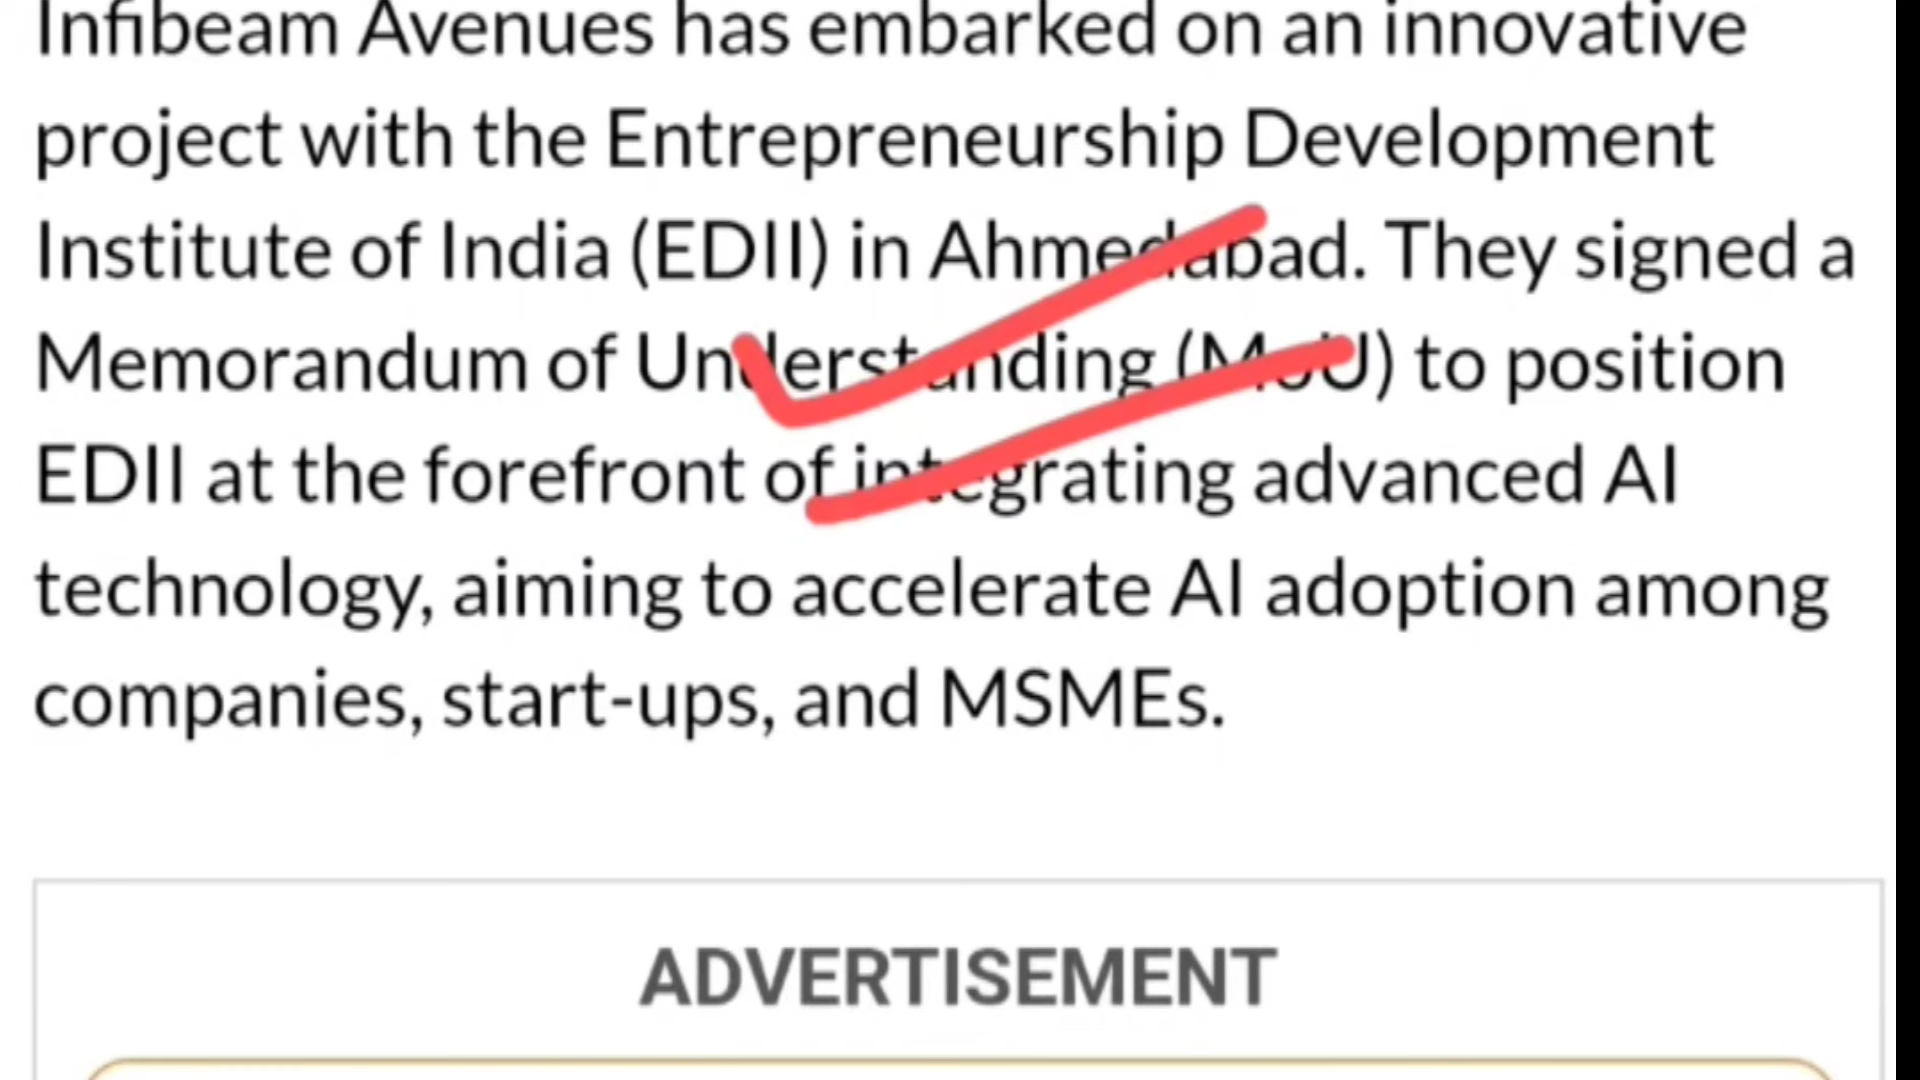 Infibeam Avenues has embarked on an innovative
project with the Entrepreneurship Development
Institute of India (EDII) in Ahmedabad. They signed a
Memorandum of Understanding (MoU) to position
EDII at the forefront of integrating advanced AI
technology, aiming to accelerate AI adoption among
companies, start-ups, and MSMEs.
ADVERTISEMENT